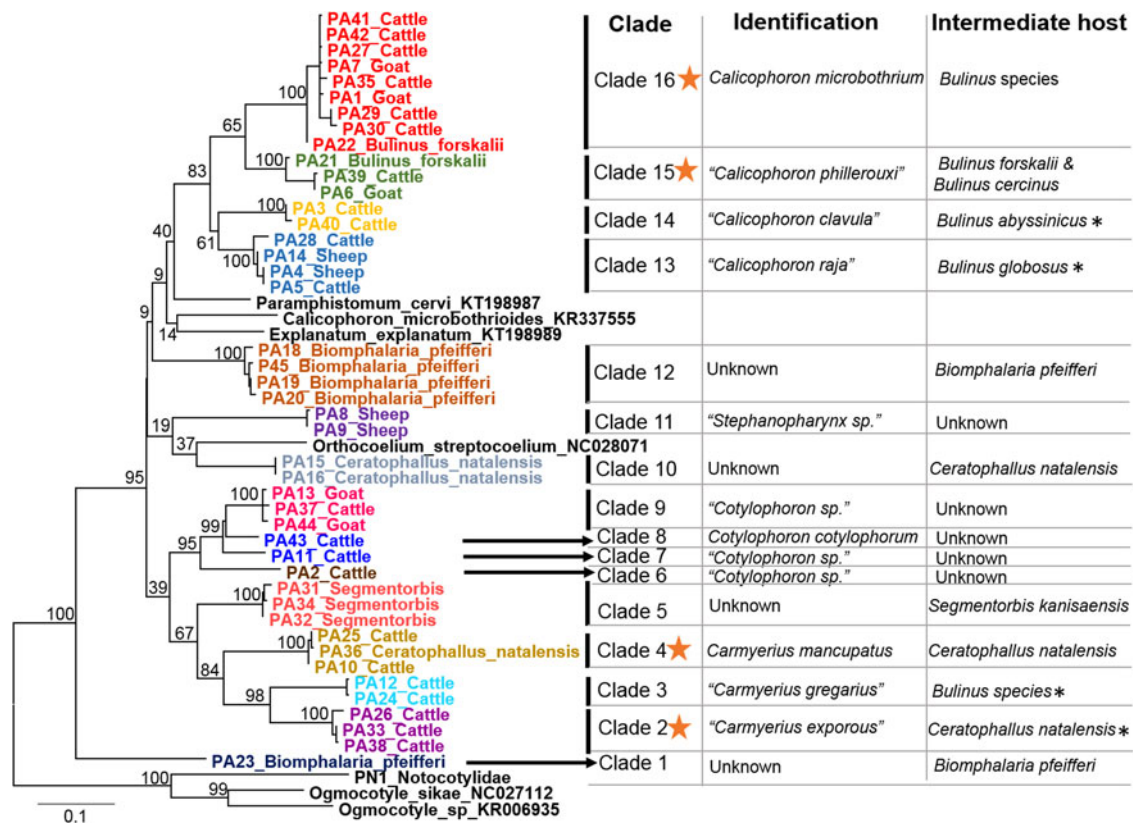 Clade Identification Intermediate host
PA41_Cattle
PA42_Cattle
PA27_Cattle
PA7_Goat
PA35_Cattle
PA1_Goat
PA29_Cattle
PA30_Cattle
PA22_Bulinus_forskalii
100
Clade 16 Calicophoron microbothrium Bulinus species
65
PA21_Bulinus_forskalii
PA39_Cattle
PA6_Goat
100
Clade 15 "Calicophoron phillerouxi" Bulinus forskalii &
Bulinus cercinus
83
PA3_Cattle
PA40_Cattle
100
Clade 14 "Calicophoron clavula" Bulinus abyssinicus *
61
PA28_Cattle
PA14_Sheep
PA4_Sheep
PA5_Cattle
100
Clade 13 "Calicophoron raja" Bulinus globosus *
40
9
Paramphistomum_cervi_KT198987
Calicophoron_microbothrioides_KR337555
Explanatum_explanatum_KT198989
9
14
PA18_Biomphalaria_pfeifferi
P45_Biomphalaria_pfeifferi
PA19_Biomphalaria_pfeifferi
PA20_Biomphalaria_pfeifferi
100
Clade 12 Unknown Biomphalaria pfeifferi
PA8_Sheep
PA9_Sheep
19
Clade 11 "Stephanopharynx sp." Unknown
37
Orthocoelium_streptocoelium_NC028071
PA15_Ceratophallus_natalensis
PA16_Ceratophallus_natalensis
Clade 10 Unknown Ceratophallus natalensis
95
PA13_Goat
PA37_Cattle
PA44_Goat
100
Clade 9 "Cotylophoron sp." Unknown
99
PA43_Cattle
Clade 8 Cotylophoron cotylophorum Unknown
PA11_Cattle
Clade 7 "Cotylophoron sp." Unknown
95
PA2_Cattle
Clade 6 "Cotylophoron sp." Unknown
39
PA31_Segmentorbis
PA34_Segmentorbis
PA32_Segmentorbis
100
Clade 5 Unknown Segmentorbis kanisaensis
100
67
PA25_Cattle
PA36_Ceratophallus_natalensis
PA10_Cattle
100
Clade 4 Carmyerius mancupatus Ceratophallus natalensis
84
PA12_Cattle
PA24_Cattle
98
Clade 3 "Carmyerius gregarius" Bulinus species *
PA26_Cattle
PA33_Cattle
PA38_Cattle
100
Clade 2 "Carmyerius exporous" Ceratophallus natalensis *
PA23_Biomphalaria_pfeifferi
Clade 1 Unknown Biomphalaria pfeifferi
PN1_Notocotylidae
100
Ogmocotyle_sikae_NC027112
99
Ogmocotyle_sp_KR006935
0.1